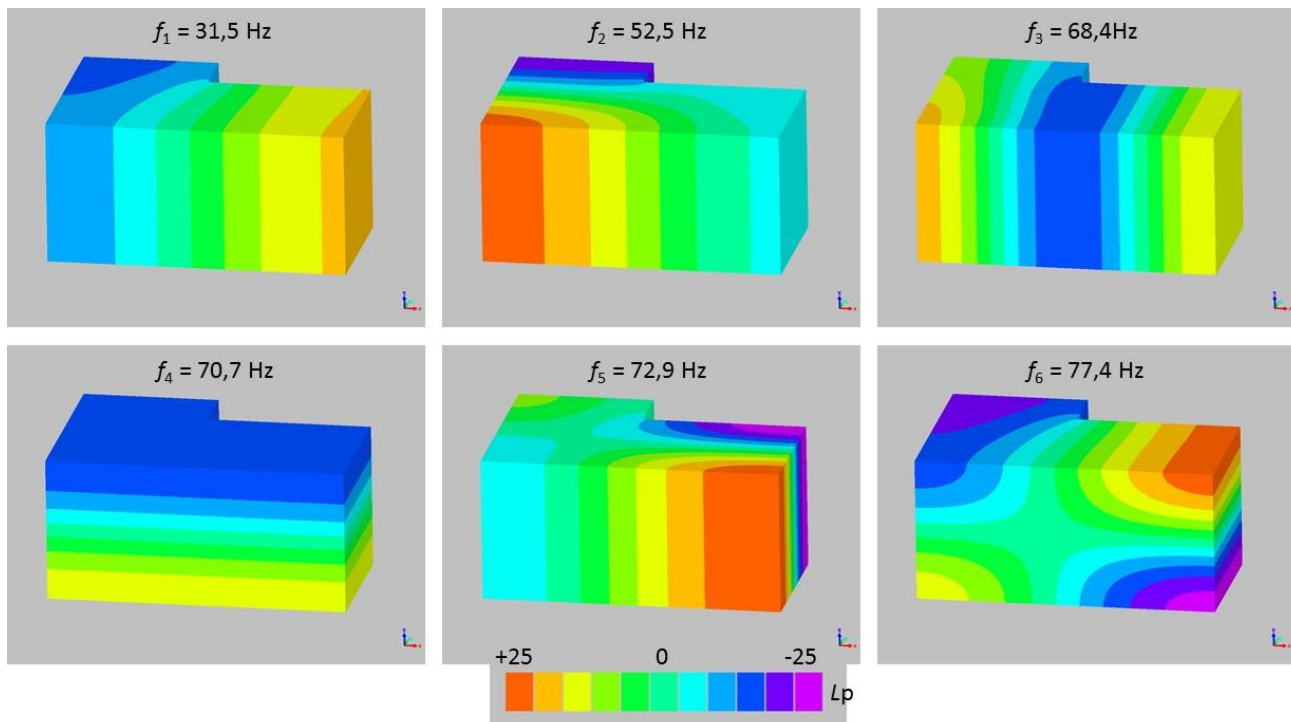 f1 = 31,5 Hz
f2 = 52,5 Hz
f3 = 68,4Hz
f4 = 70,7 Hz
f5 = 72,9 Hz
f6 = 77,4 Hz
+25 0 -25
Lp